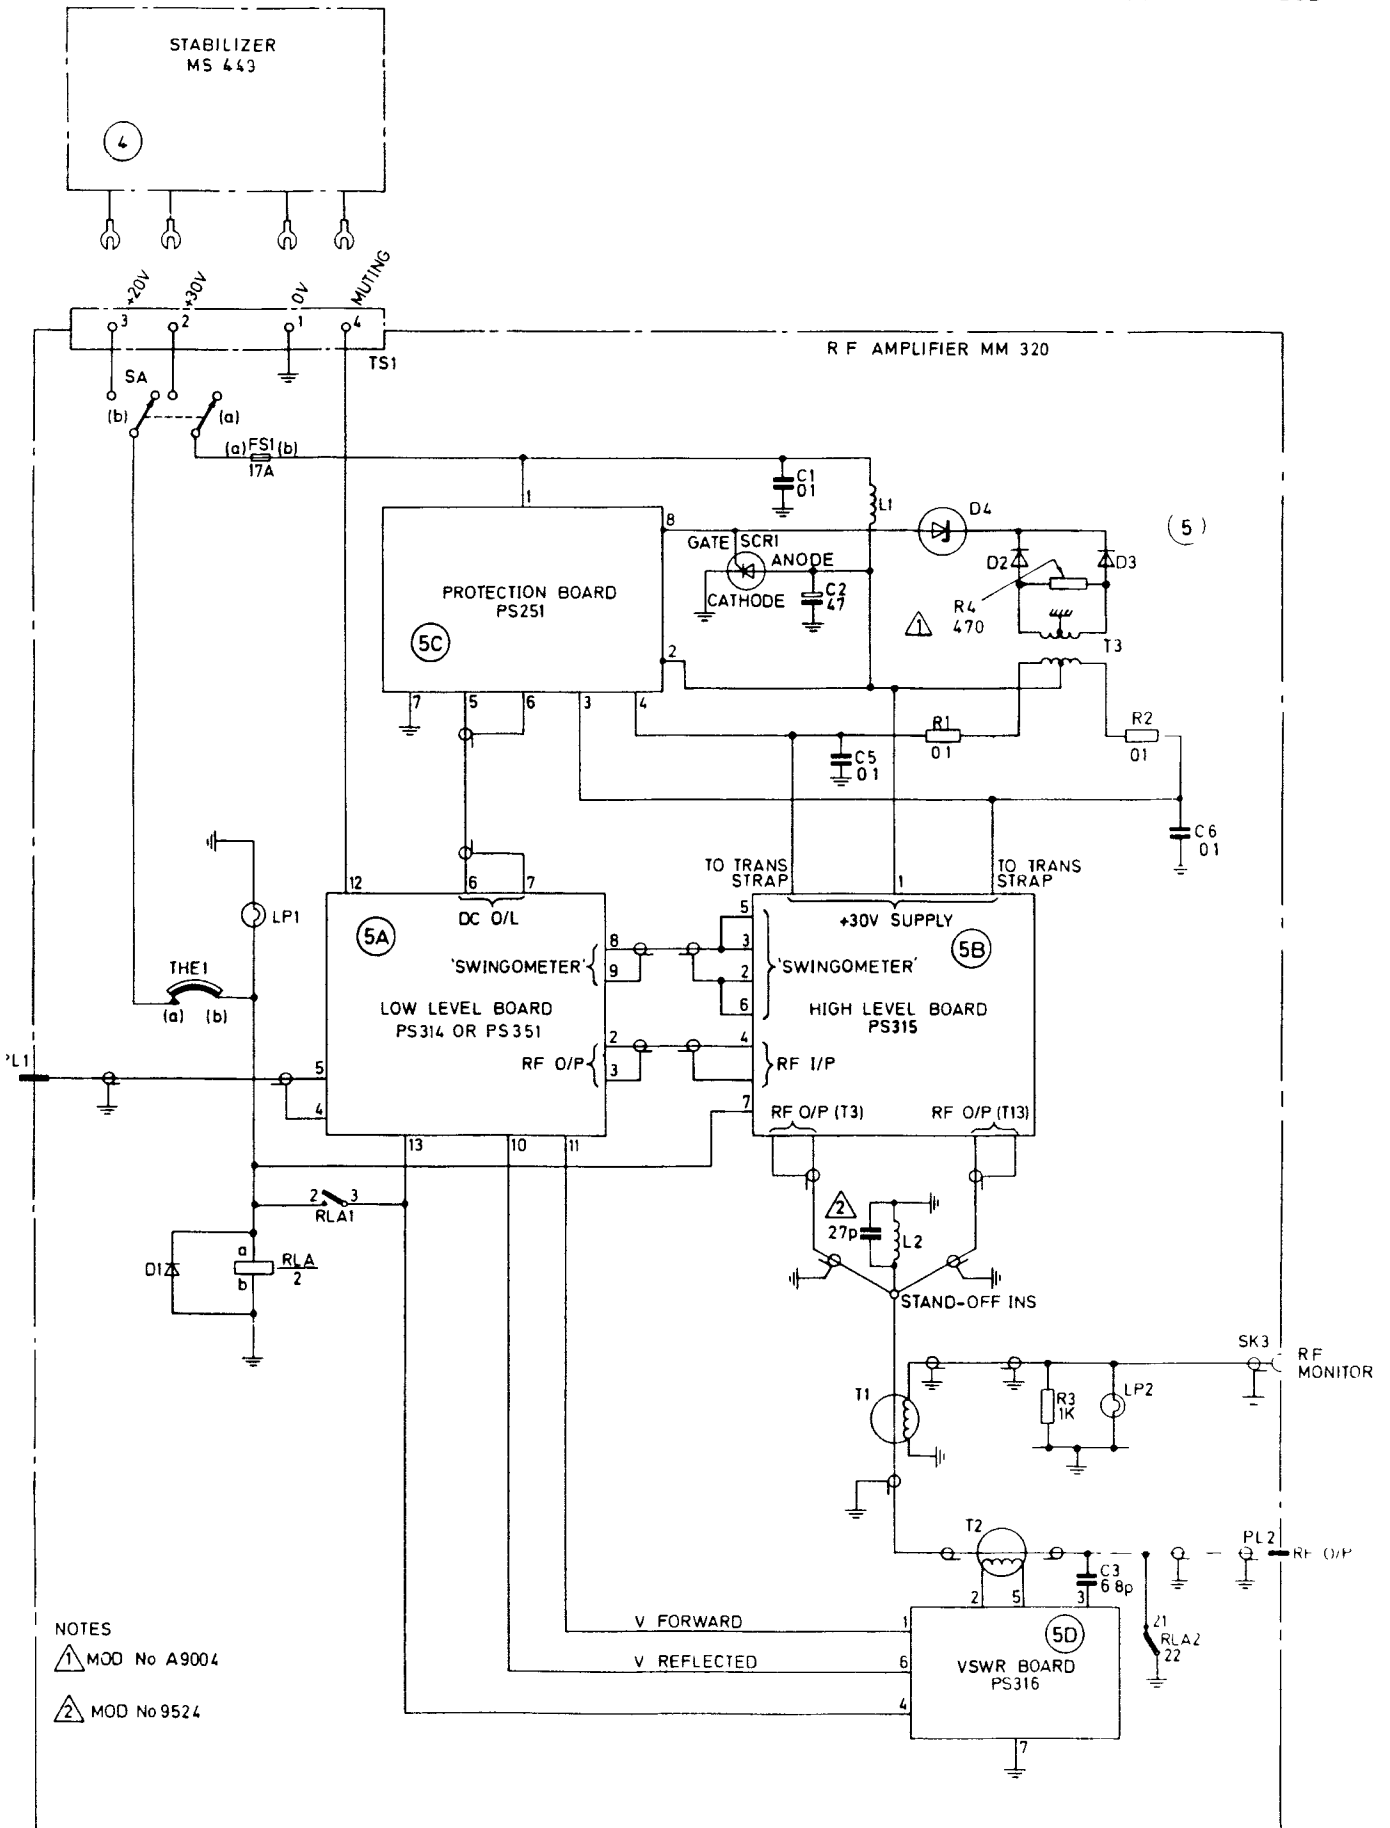 STABILIZER
MS 443
4
+20V
+30V
0V
MUTING
3
2
1
4
TS1
R F AMPLIFIER MM 320
SA
(b)
(a)
(a) FS1 (b)
17A
1
C1
01
L1
8
D4
(5)
GATE
SCR1
ANODE
D2
D3
PROTECTION BOARD
PS251
CATHODE
C2
47
1
R4
470
5C
2
T3
7
5
6
3
4
R1
01
R2
01
C5
01
C6
01
TO TRANS
STRAP
1
TO TRANS
STRAP
12
6
7
DC O/L
+30V SUPPLY
LP1
5A
5B
8
9
'SWINGOMETER'
5
3
2
6
'SWINGOMETER'
THE1
(a)
(b)
LOW LEVEL BOARD
PS314 OR PS351
HIGH LEVEL BOARD
PS315
PL1
RF O/P
2
3
4
RF I/P
5
4
7
RF O/P (T3)
RF O/P (T13)
13
10
11
2
3
RLA1
2
27p
L2
D1
a
b
RLA
2
STAND-OFF INS
SK3
RF
MONITOR
T1
R3
1K
LP2
T2
PL2
RF O/P
C3
68p
2
5
3
NOTES
1 MOD No A9004
2 MOD No 9524
V FORWARD
1
5D
21
RLA2
22
V REFLECTED
6
VSWR BOARD
PS316
4
7